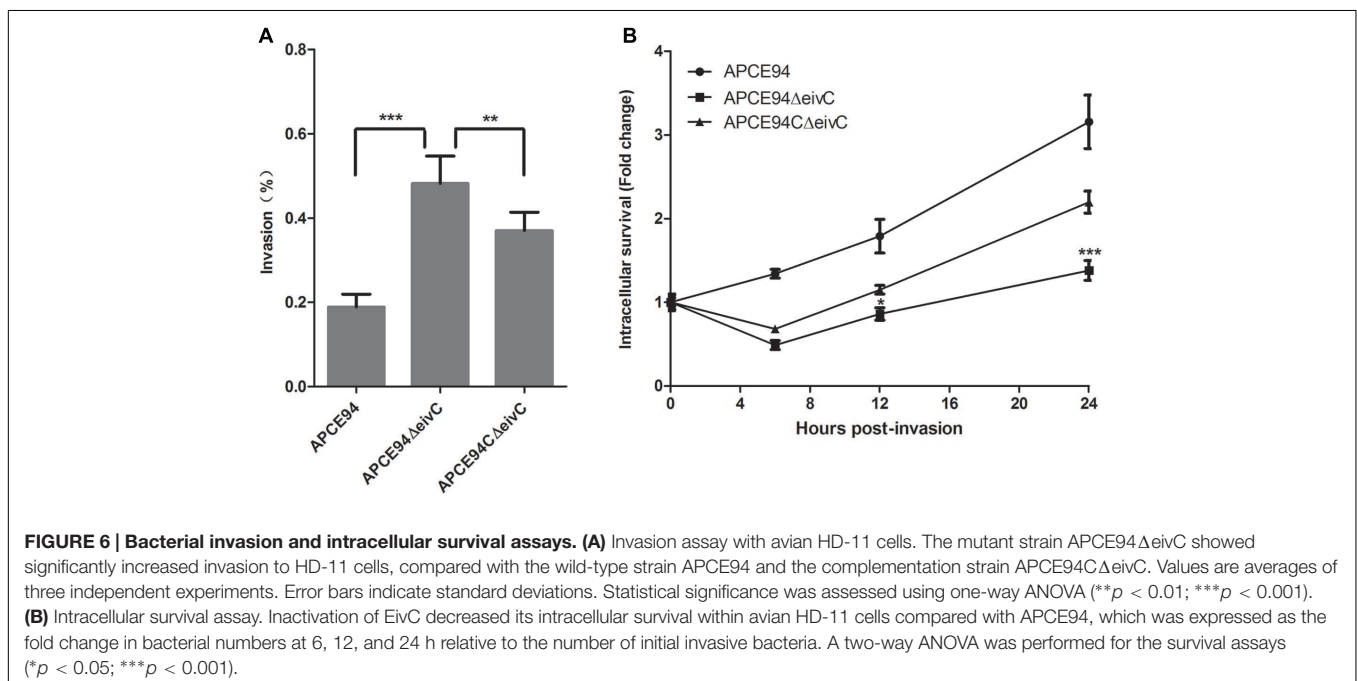 A
0.8
0.6
0.4
0.2
0.0
Invasion (%)
***
**
APCE94
APCE94ΔeivC
APCE94CΔeivC
B
4
3
2
1
0
Intracellular survival (Fold change)
APCE94
APCE94ΔeivC
APCE94CΔeivC
*
***
0 4 8 12 16 20 24
Hours post-invasion
FIGURE 6 | Bacterial invasion and intracellular survival assays. (A) Invasion assay with avian HD-11 cells. The mutant strain APCE94ΔeivC showed
significantly increased invasion to HD-11 cells, compared with the wild-type strain APCE94 and the complementation strain APCE94CΔeivC. Values are averages of
three independent experiments. Error bars indicate standard deviations. Statistical significance was assessed using one-way ANOVA (**p < 0.01; ***p < 0.001).
(B) Intracellular survival assay. Inactivation of EivC decreased its intracellular survival within avian HD-11 cells compared with APCE94, which was expressed as the
fold change in bacterial numbers at 6, 12, and 24 h relative to the number of initial invasive bacteria. A two-way ANOVA was performed for the survival assays
(*p < 0.05; ***p < 0.001).